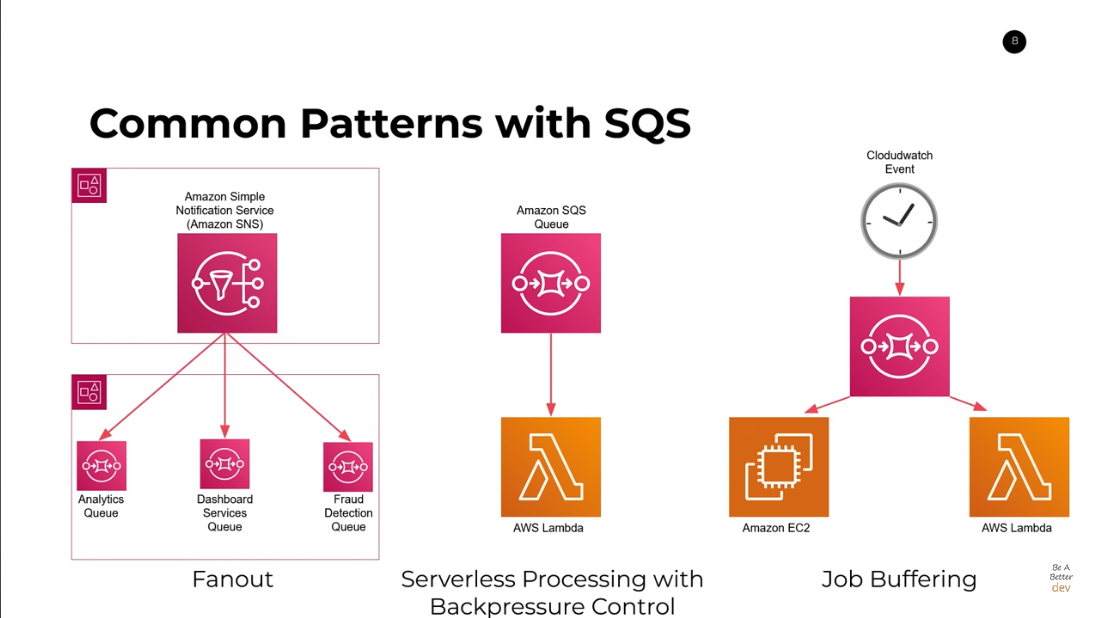 8
Common Patterns with SQS
Amazon Simple
Notification Service
(Amazon SNS)
Analytics
Queue
Dashboard
Services
Queue
Fraud
Detection
Queue
Fanout
Amazon SQS
Queue
AWS Lambda
Serverless Processing with
Backpressure Control
Clodudwatch
Event
Amazon EC2
AWS Lambda
Job Buffering
Be A
Better
dev